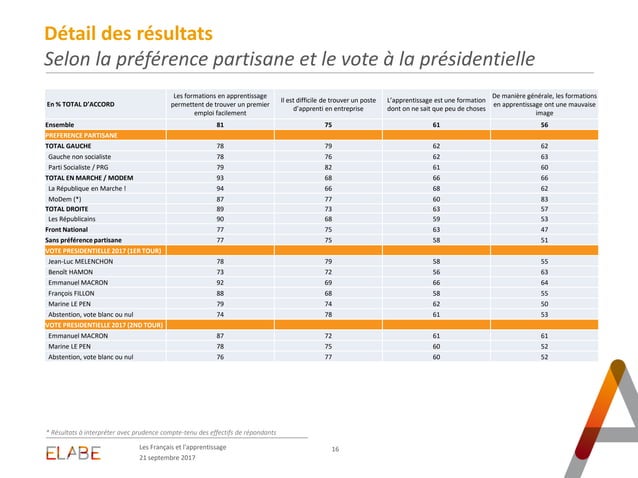 Détail des résultats
Selon la préférence partisane et le vote à la présidentielle
En % TOTAL D'ACCORD
Les formations en apprentissage permettent de trouver un premier emploi facilement
Il est difficile de trouver un poste d'apprenti en entreprise
L'apprentissage est une formation dont on ne sait que peu de choses
De manière générale, les formations en apprentissage ont une mauvaise image
Ensemble 81 75 61 56
PREFERENCE PARTISANE
TOTAL GAUCHE 78 79 62 62
Gauche non socialiste 78 76 62 63
Parti Socialiste / PRG 79 82 61 60
TOTAL EN MARCHE / MODEM 93 68 66 66
La République en Marche ! 94 66 68 62
MoDem (*) 87 77 60 83
TOTAL DROITE 89 73 63 57
Les Républicains 90 68 59 53
Front National 77 75 63 47
Sans préférence partisane 77 75 58 51
VOTE PRESIDENTIELLE 2017 (1ER TOUR)
Jean-Luc MELENCHON 78 79 58 55
Benoît HAMON 73 72 56 63
Emmanuel MACRON 92 69 66 64
François FILLON 88 68 58 55
Marine LE PEN 79 74 62 50
Abstention, vote blanc ou nul 74 78 61 53
VOTE PRESIDENTIELLE 2017 (2ND TOUR)
Emmanuel MACRON 87 72 61 61
Marine LE PEN 78 75 60 52
Abstention, vote blanc ou nul 76 77 60 52
* Résultats à interpréter avec prudence compte-tenu des effectifs de répondants
ELABE
Les Français et l'apprentissage
21 septembre 2017
16